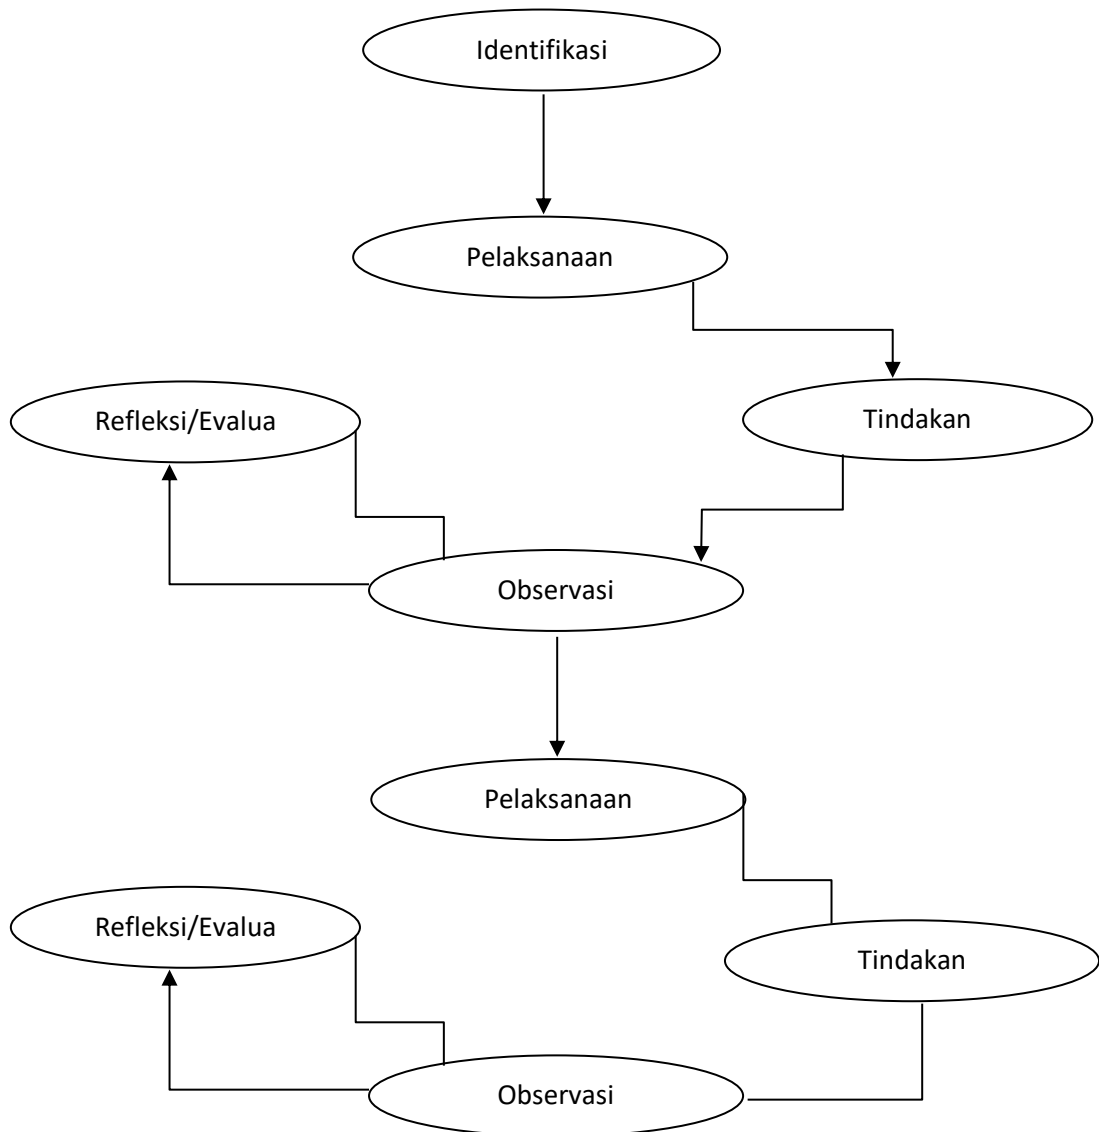 Identifikasi
Pelaksanaan
Refleksi/Evalua
Tindakan
Observasi
Pelaksanaan
Refleksi/Evalua
Tindakan
Observasi